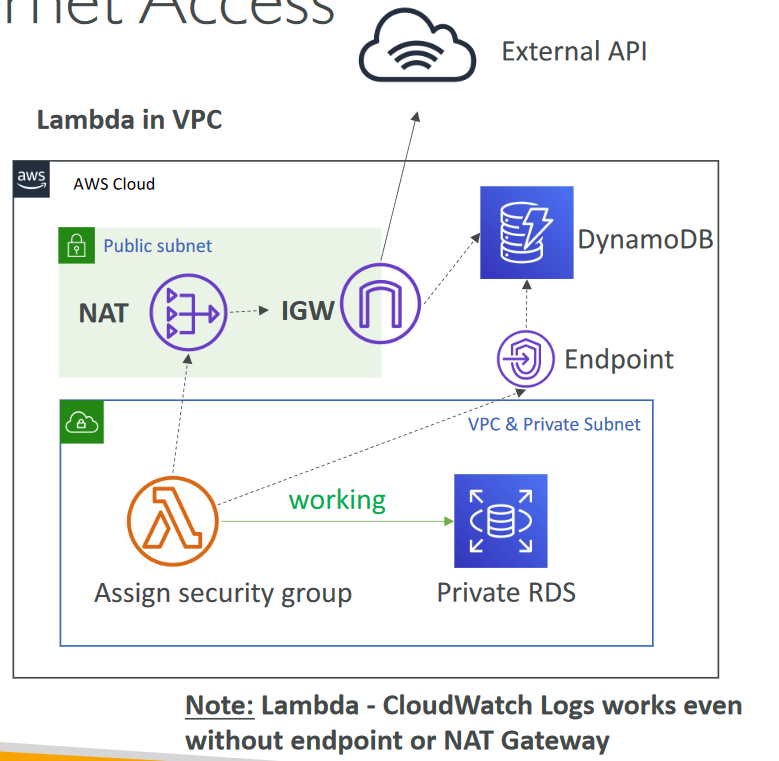 ernet Access
External API
Lambda in VPC
aws
AWS Cloud
Public subnet
DynamoDB
NAT
IGW
Endpoint
VPC & Private Subnet
working
Assign security group
Private RDS
Note: Lambda - CloudWatch Logs works even
without endpoint or NAT Gateway